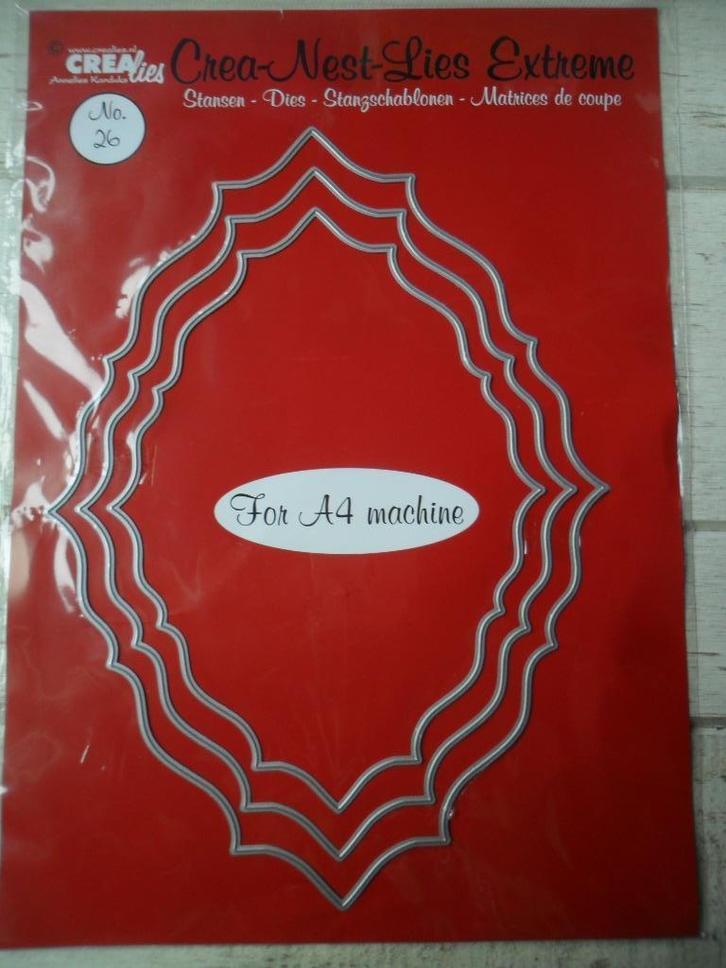 © www.crealies.nl
CREAlies
Annelies Karduks
Crea-Nest-Lies Extreme
Stansen - Dies - Stanzschablonen - Matrices de coupe
No.
26
For A4 machine